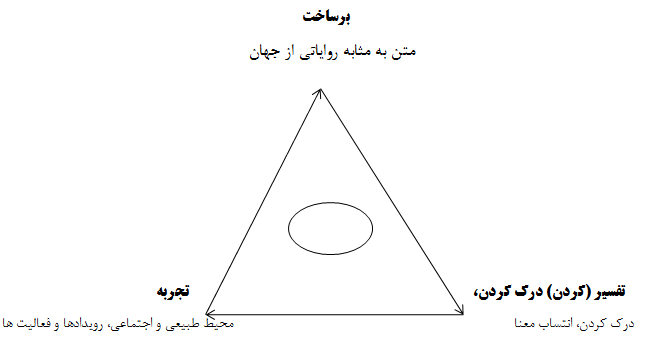 برساخت
متن به مثابه روایاتی از جهان
تفسیر (کردن) درک کردن،
درک کردن، انتساب معنا
تجربه
محیط طبیعی و اجتماعی، رویدادها و فعالیت ها